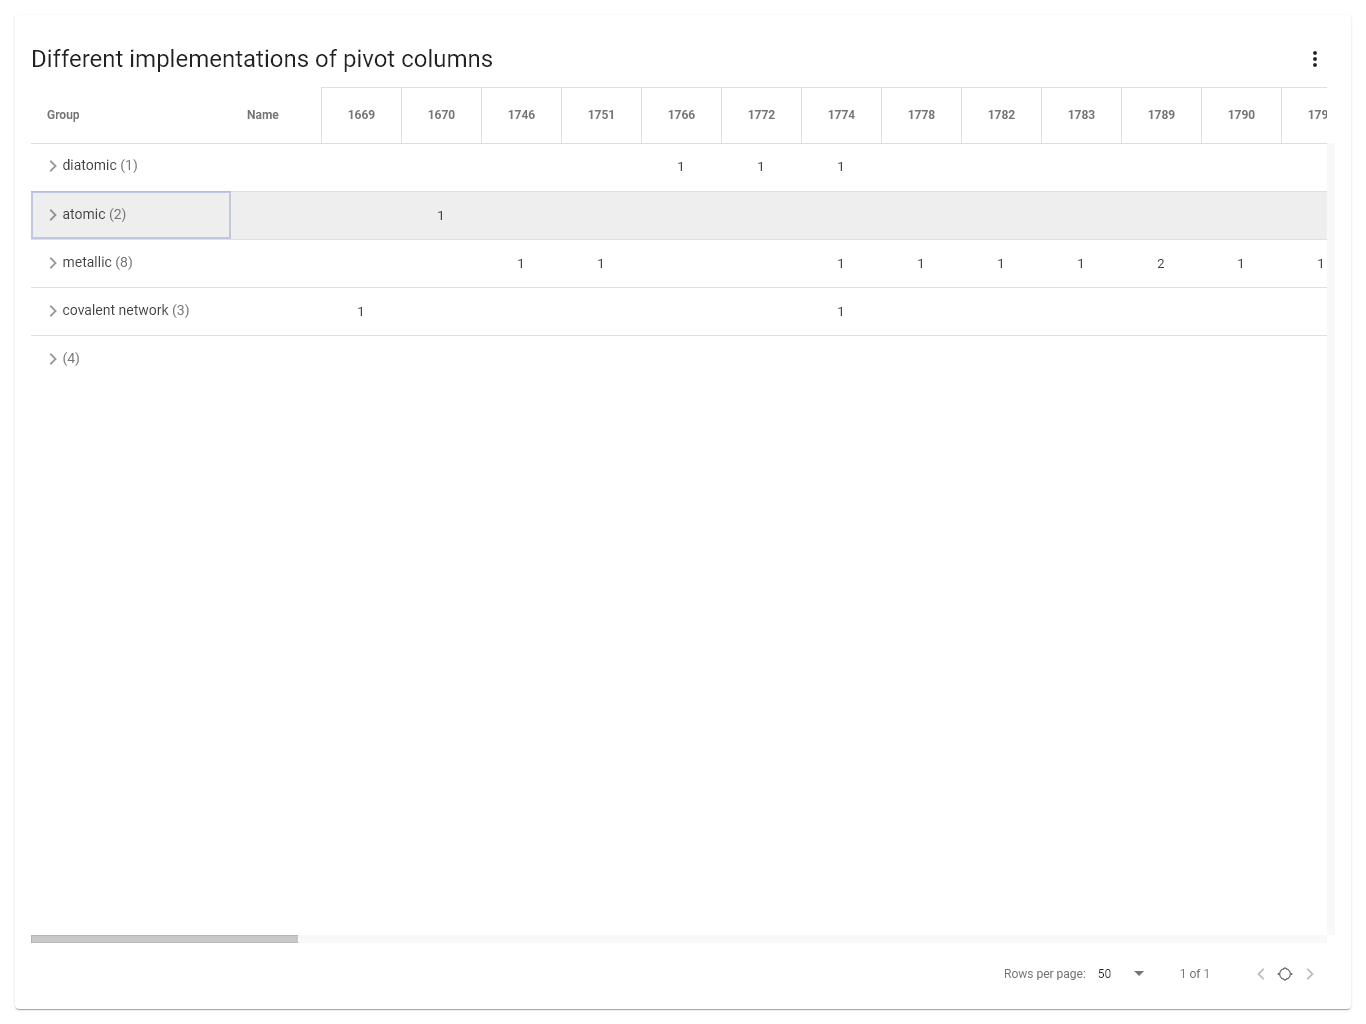 Different implementations of pivot columns
Group Name 1669 1670 1746 1751 1766 1772 1774 1778 1782 1783 1789 1790 179
diatomic (1) 1 1 1
atomic (2) 1
metallic (8) 1 1 1 1 1 1 2 1 1
covalent network (3) 1 1
(4)
Rows per page: 50 1 of 1